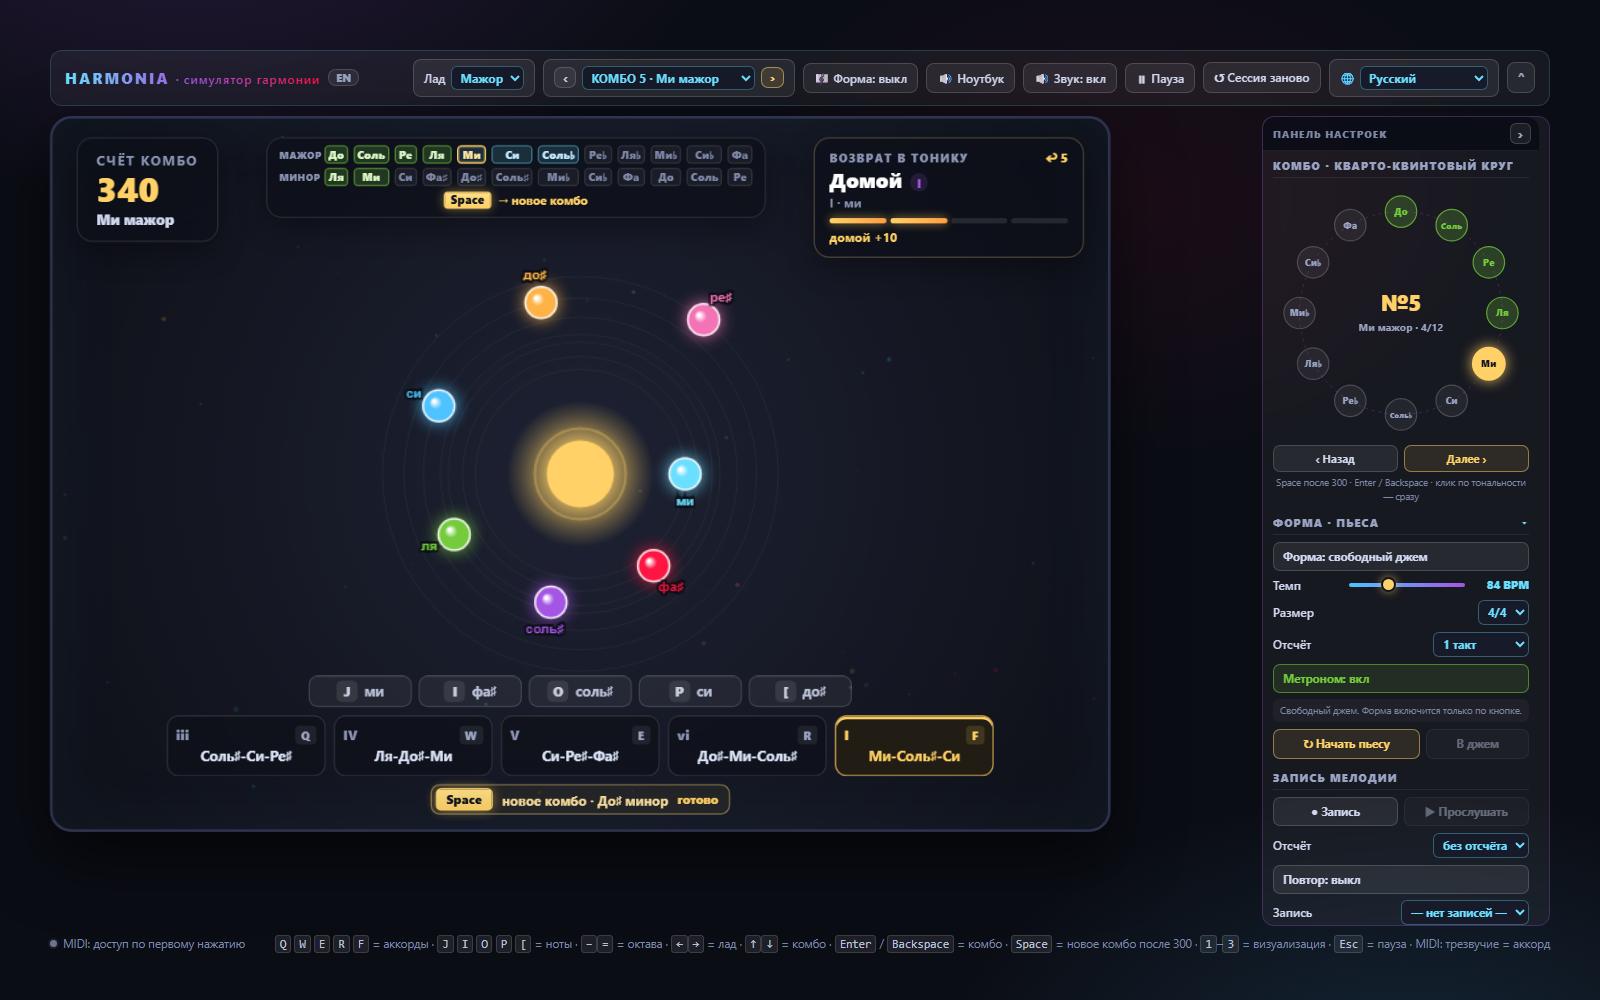 HARMONIA · симулятор гармонии EN
Лад Мажор
‹ КОМБО 5 · Ми мажор ›
Форма: выкл
Ноутбук
Звук: вкл
Пауза
↺ Сессия заново
Русский
^
СЧЁТ КОМБО
340
Ми мажор
МАЖОР До Соль Ре Ля Ми Си Соль♭ Ре♭ Ля♭ Ми♭ Си♭ Фа
МИНОР Ля Ми Си Фа♯ До♯ Соль♯ Ми♭ Си♭ Фа До Соль Ре
Space → новое комбо
ВОЗВРАТ В ТОНИКУ ↩ 5
Домой I
I · ми
домой +10
до♯
ре♯
си
ми
ля
фа♯
соль♯
J ми
I фа♯
O соль♯
P си
[ до♯
iii Q
Соль♯-Си-Ре♯
IV W
Ля-До♯-Ми
V E
Си-Ре♯-Фа♯
vi R
До♯-Ми-Соль♯
I F
Ми-Соль♯-Си
Space новое комбо · До♯ минор готово
ПАНЕЛЬ НАСТРОЕК ›
КОМБО · КВАРТО-КВИНТОВЫЙ КРУГ
До
Соль
Ре
Ля
Ми
Си
Соль♭
Ре♭
Ля♭
Ми♭
Си♭
Фа
№5
Ми мажор · 4/12
‹ Назад
Далее ›
Space после 300 · Enter / Backspace · клик по тональности
— сразу
ФОРМА · ПЬЕСА
Форма: свободный джем
Темп 84 BPM
Размер 4/4
Отсчёт 1 такт
Метроном: вкл
Свободный джем. Форма включится только по кнопке.
↻ Начать пьесу
В джем
ЗАПИСЬ МЕЛОДИИ
● Запись
▶ Прослушать
Отсчёт без отсчёта
Повтор: выкл
Запись — нет записей —
MIDI: доступ по первому нажатию
Q W E R F = аккорды · J I O P [ = ноты · − = = октава · ← → = лад · ↑ ↓ = комбо · Enter / Backspace = комбо · Space = новое комбо после 300 · 1–3 = визуализация · Esc = пауза · MIDI: трезвучие = аккорд